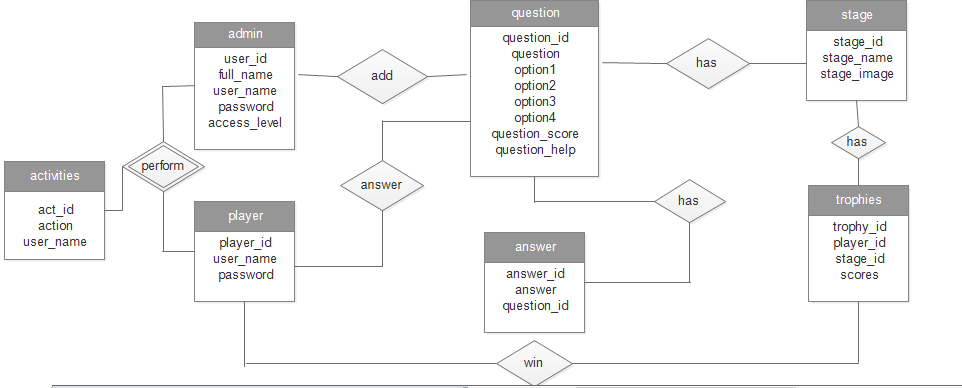 admin
user_id
full_name
user_name
password
access_level
add
question
question_id
question
option1
option2
option3
option4
question_score
question_help
has
stage
stage_id
stage_name
stage_image
has
activities
act_id
action
user_name
perform
player
player_id
user_name
password
answer
has
answer
answer_id
answer
question_id
trophies
trophy_id
player_id
stage_id
scores
win